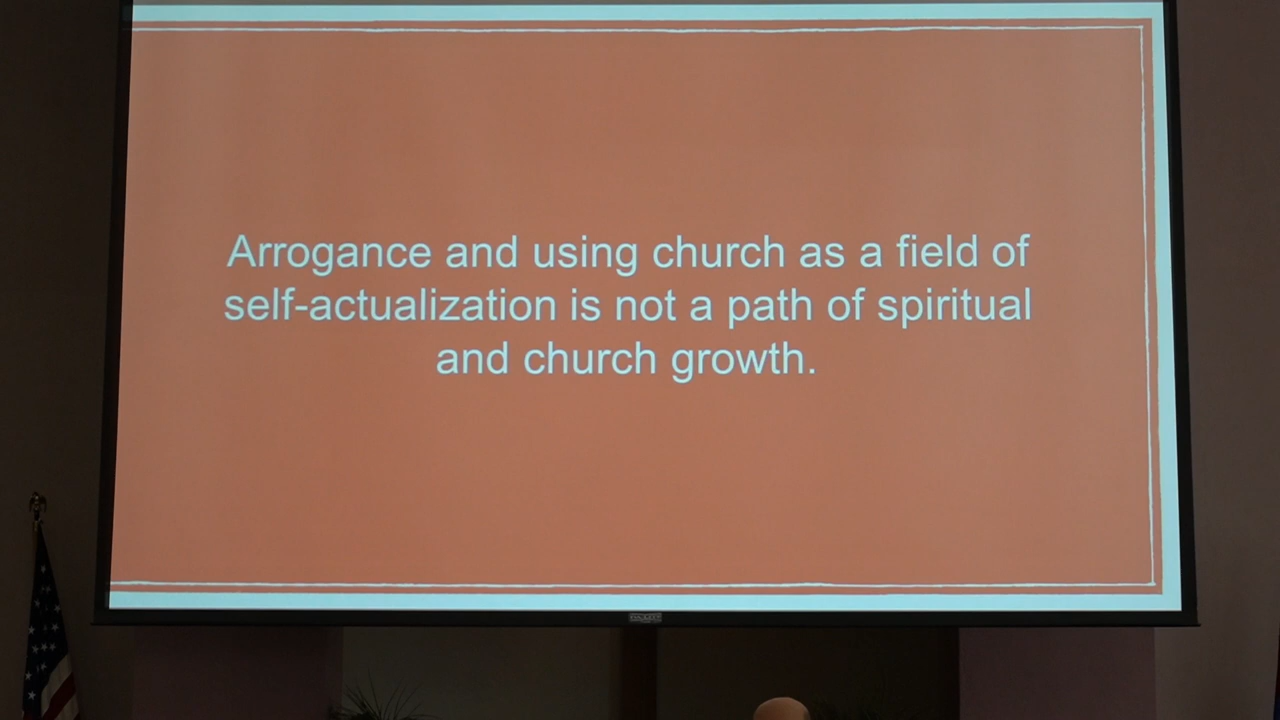 Arrogance and using church as a field of
self-actualization is not a path of spiritual
and church growth.